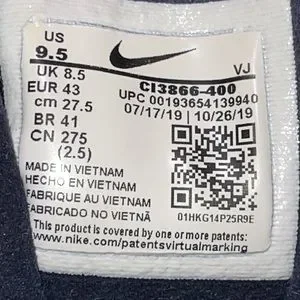 US
9.5
UK 8.5
EUR 43
cm 27.5
BR 41
CN 275
(2.5)
VJ
CI3866-400
UPC 00193654139940
07/17/19 | 10/26/19
MADE IN VIETNAM
HECHO EN VIETNAM
FABRIQUE AU VIETNAM
FABRICADO NO VIETNÃ
01HKG14P25R9E
This product is covered by one or more patents.
www.nike.com/patentsvirtualmarking